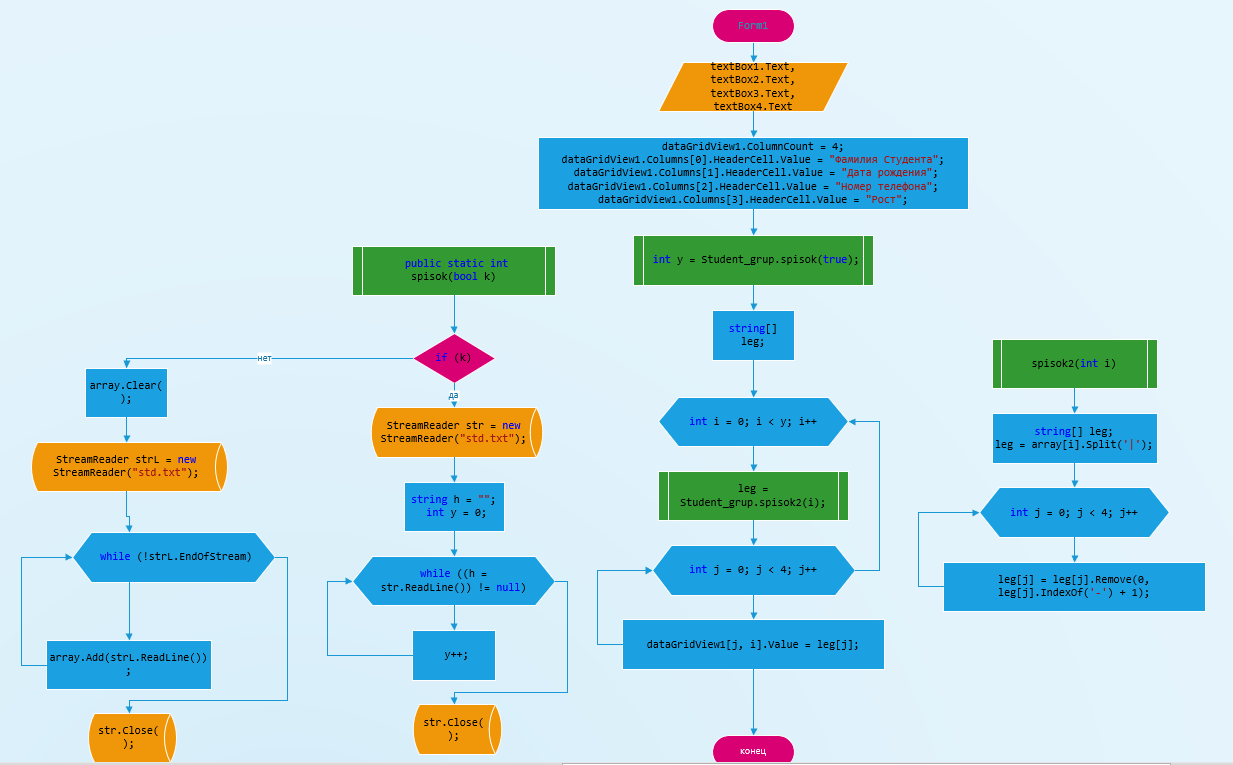 Form1
textBox1.Text,
textBox2.Text,
textBox3.Text,
textBox4.Text
dataGridView1.ColumnCount = 4;
dataGridView1.Columns[0].HeaderCell.Value = "Фамилия Студента";
dataGridView1.Columns[1].HeaderCell.Value = "Дата рождения";
dataGridView1.Columns[2].HeaderCell.Value = "Номер телефона";
dataGridView1.Columns[3].HeaderCell.Value = "Рост";
int y = Student_grup.spisok(true);
string[]
leg;
int i = 0; i < y; i++
leg =
Student_grup.spisok2(i);
int j = 0; j < 4; j++
dataGridView1[j, i].Value = leg[j];
конец
public static int
spisok(bool k)
if (k)
нет
да
array.Clear(
);
StreamReader strL = new
StreamReader("std.txt");
while (!strL.EndOfStream)
array.Add(strL.ReadLine())
;
str.Close(
);
StreamReader str = new
StreamReader("std.txt");
string h = "";
int y = 0;
while ((h =
str.ReadLine()) != null)
y++;
str.Close(
);
spisok2(int i)
string[] leg;
leg = array[i].Split('|');
int j = 0; j < 4; j++
leg[j] = leg[j].Remove(0,
leg[j].IndexOf('-') + 1);